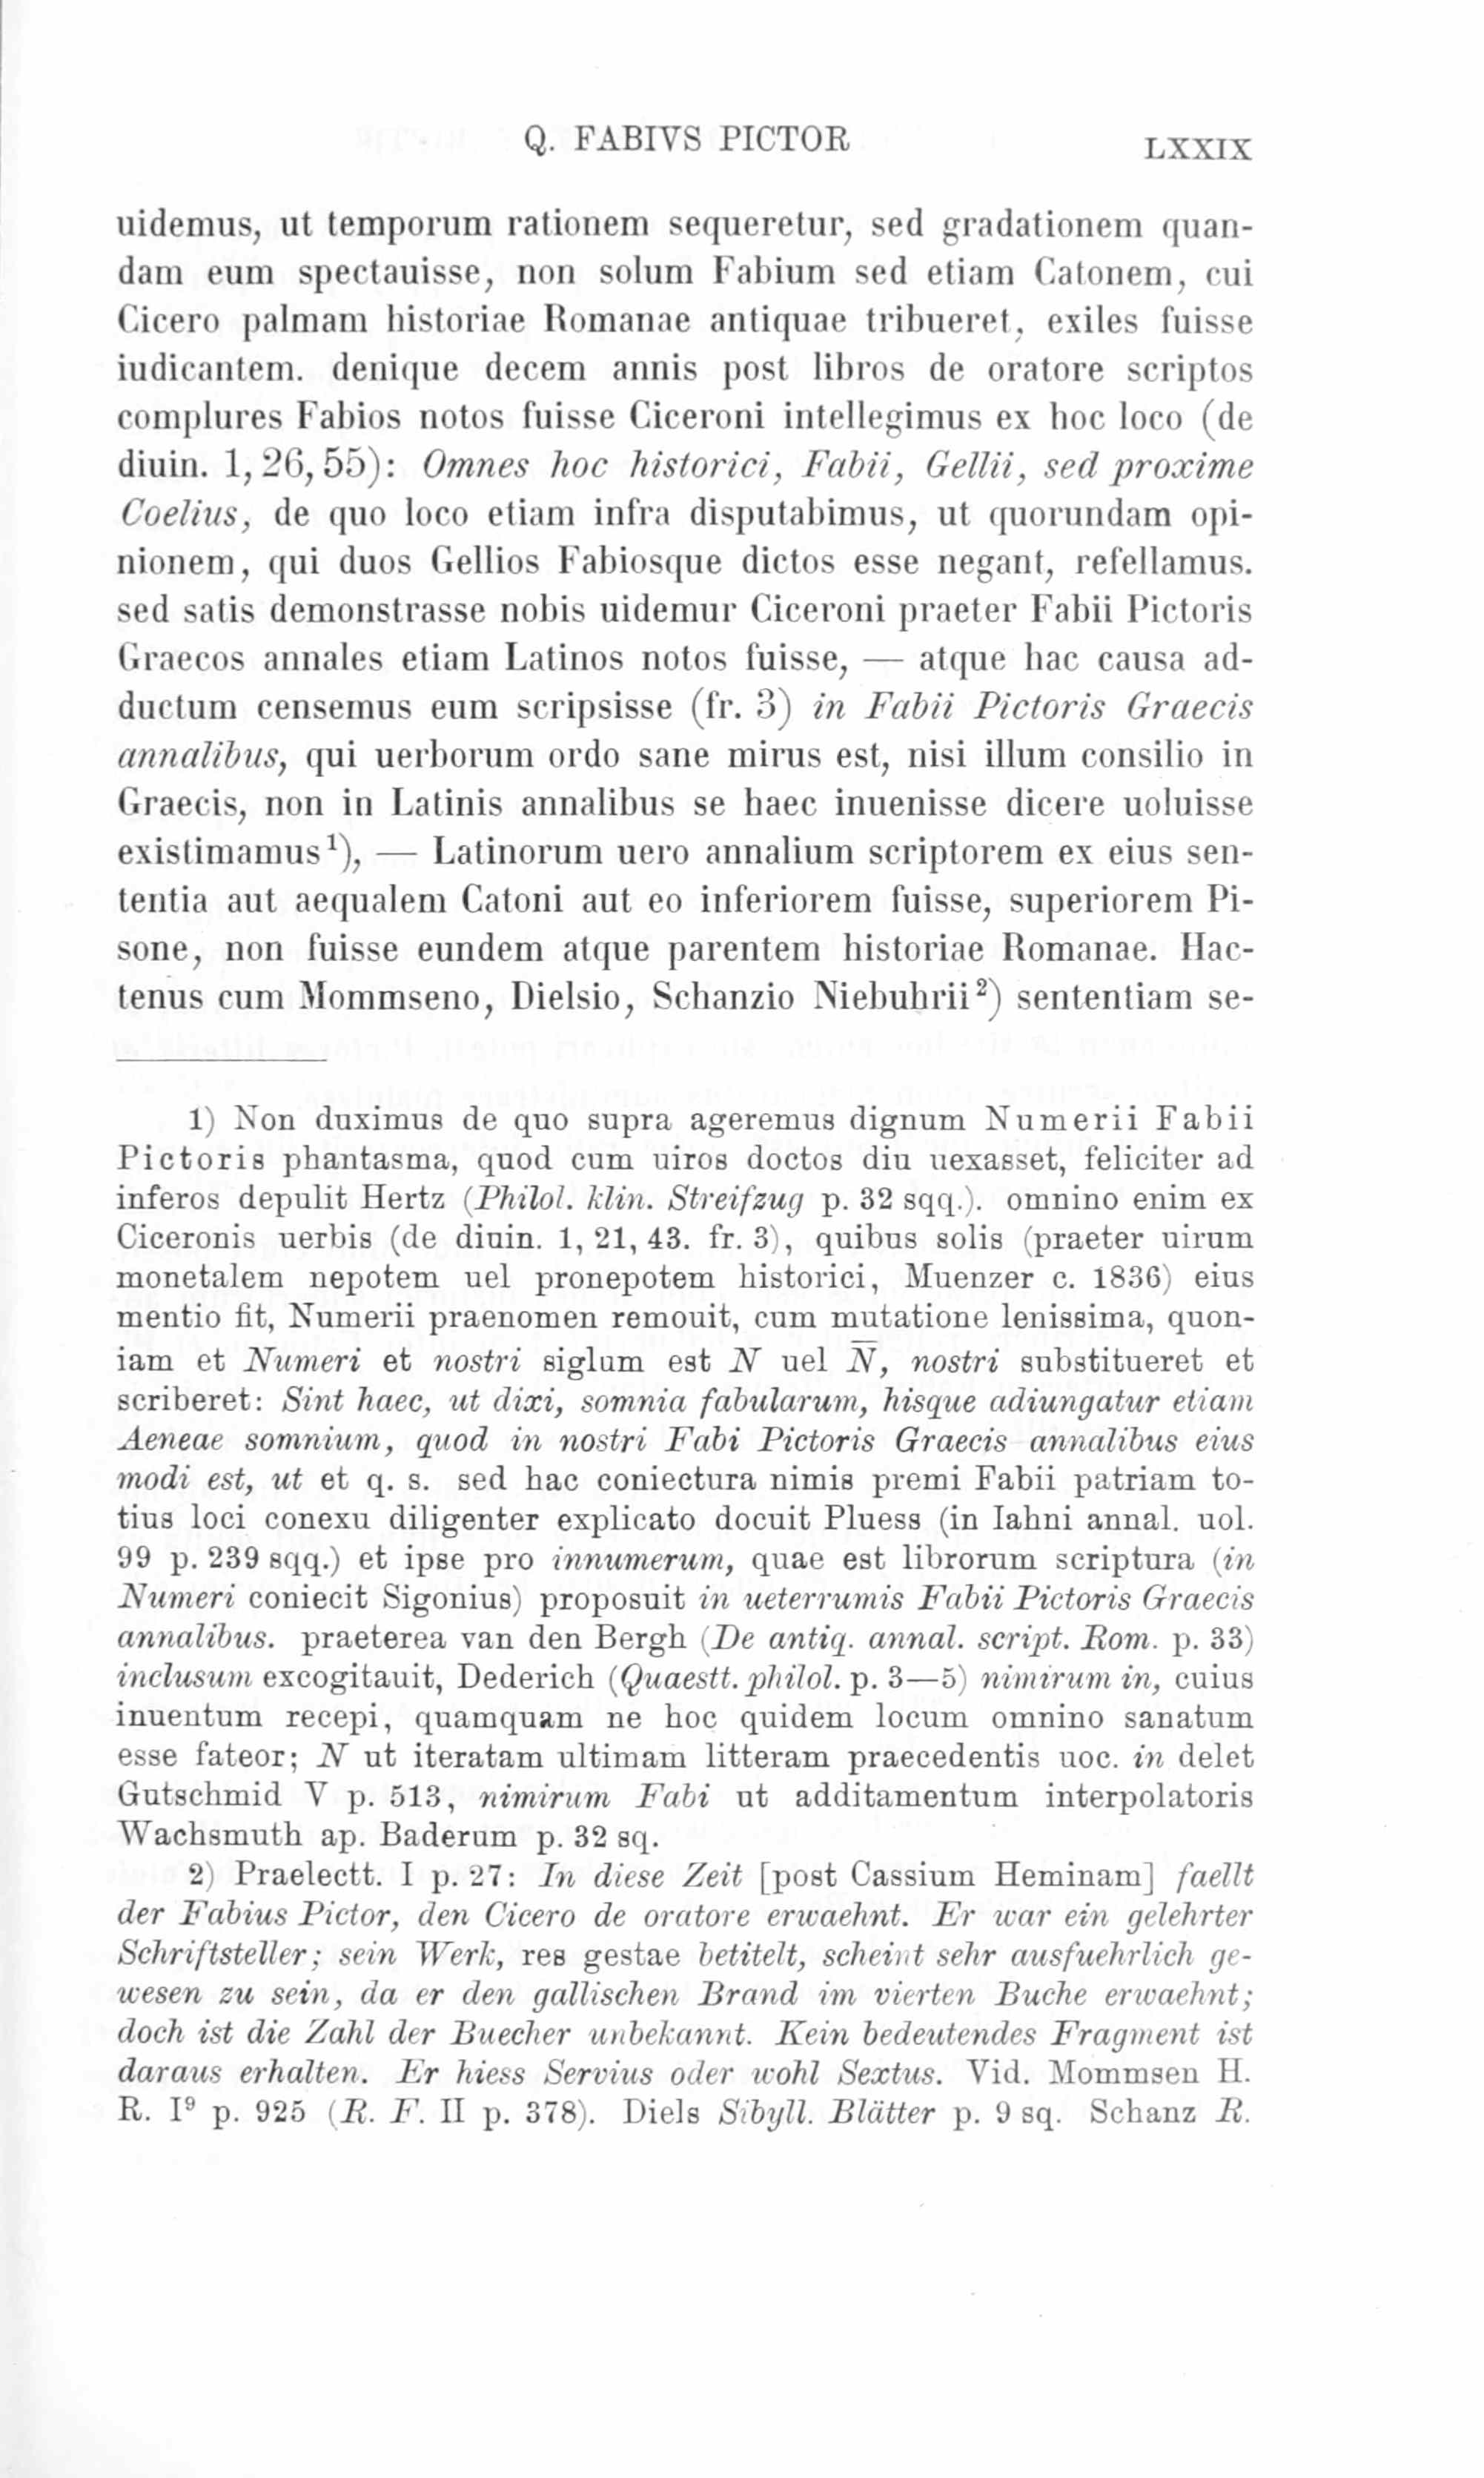 Q. FABIVS PICTOR LXXIX
uidemus, ut temporum rationem sequeretur, sed gradationem quan-
dam eum spectauisse, non solum Fabium sed etiam Catonem, cui
Cicero palmam historiae Romanae antiquae tribueret, exiles fuisse
iudicantem. denique decem annis post libros de oratore scriptos
complures Fabios notos fuisse Ciceroni intellegimus ex hoc loco (de
diuin. 1, 26, 55): Omnes hoc historici, Fabii, Gellii, sed proxime
Coelius, de quo loco etiam infra disputabimus, ut quorundam opi-
nionem, qui duos Gellios Fabiosque dictos esse negant, refellamus.
sed satis demonstrasse nobis uidemur Ciceroni praeter Fabii Pictoris
Graecos annales etiam Latinos notos fuisse, — atque hac causa ad-
ductum censemus eum scripsisse (fr. 3) in Fabii Pictoris Graecis
annalibus, qui uerborum ordo sane mirus est, nisi illum consilio in
Graecis, non in Latinis annalibus se haec inuenisse dicere uoluisse
existimamus¹), — Latinorum uero annalium scriptorem ex eius sen-
tentia aut aequalem Catoni aut eo inferiorem fuisse, superiorem Pi-
sone, non fuisse eundem atque parentem historiae Romanae. Hac-
tenus cum Mommseno, Dielsio, Schanzio Niebuhrii²) sententiam se-
1) Non duximus de quo supra ageremus dignum Numerii Fabii
Pictoris phantasma, quod cum uiros doctos diu uexasset, feliciter ad
inferos depulit Hertz (Philol. klin. Streifzug p. 32 sqq.). omnino enim ex
Ciceronis uerbis (de diuin. 1, 21, 43. fr. 3), quibus solis (praeter uirum
monetalem nepotem uel pronepotem historici, Muenzer c. 1836) eius
mentio fit, Numerii praenomen remouit, cum mutatione lenissima, quon-
iam et Numeri et nostri siglum est N uel N̅, nostri substitueret et
scriberet: Sint haec, ut dixi, somnia fabularum, hisque adiungatur etiam
Aeneae somnium, quod in nostri Fabi Pictoris Graecis annalibus eius
modi est, ut et q. s. sed hac coniectura nimis premi Fabii patriam to-
tius loci conexu diligenter explicato docuit Pluess (in Iahni annal. uol.
99 p. 239 sqq.) et ipse pro innumerum, quae est librorum scriptura (in
Numeri coniecit Sigonius) proposuit in ueterrumis Fabii Pictoris Graecis
annalibus. praeterea van den Bergh (De antiq. annal. script. Rom. p. 33)
inclusum excogitauit, Dederich (Quaestt. philol. p. 3—5) nimirum in, cuius
inuentum recepi, quamquam ne hoc quidem locum omnino sanatum
esse fateor; N ut iteratam ultimam litteram praecedentis uoc. in delet
Gutschmid V p. 513, nimirum Fabi ut additamentum interpolatoris
Wachsmuth ap. Baderum p. 32 sq.
2) Praelectt. I p. 27: In diese Zeit [post Cassium Heminam] faellt
der Fabius Pictor, den Cicero de oratore erwaehnt. Er war ein gelehrter
Schriftsteller; sein Werk, res gestae betitelt, scheint sehr ausfuehrlich ge-
wesen zu sein, da er den gallischen Brand im vierten Buche erwaehnt;
doch ist die Zahl der Buecher unbekannt. Kein bedeutendes Fragment ist
daraus erhalten. Er hiess Servius oder wohl Sextus. Vid. Mommsen H.
R. I⁹ p. 925 (R. F. II p. 378). Diels Sibyll. Blätter p. 9 sq. Schanz R.